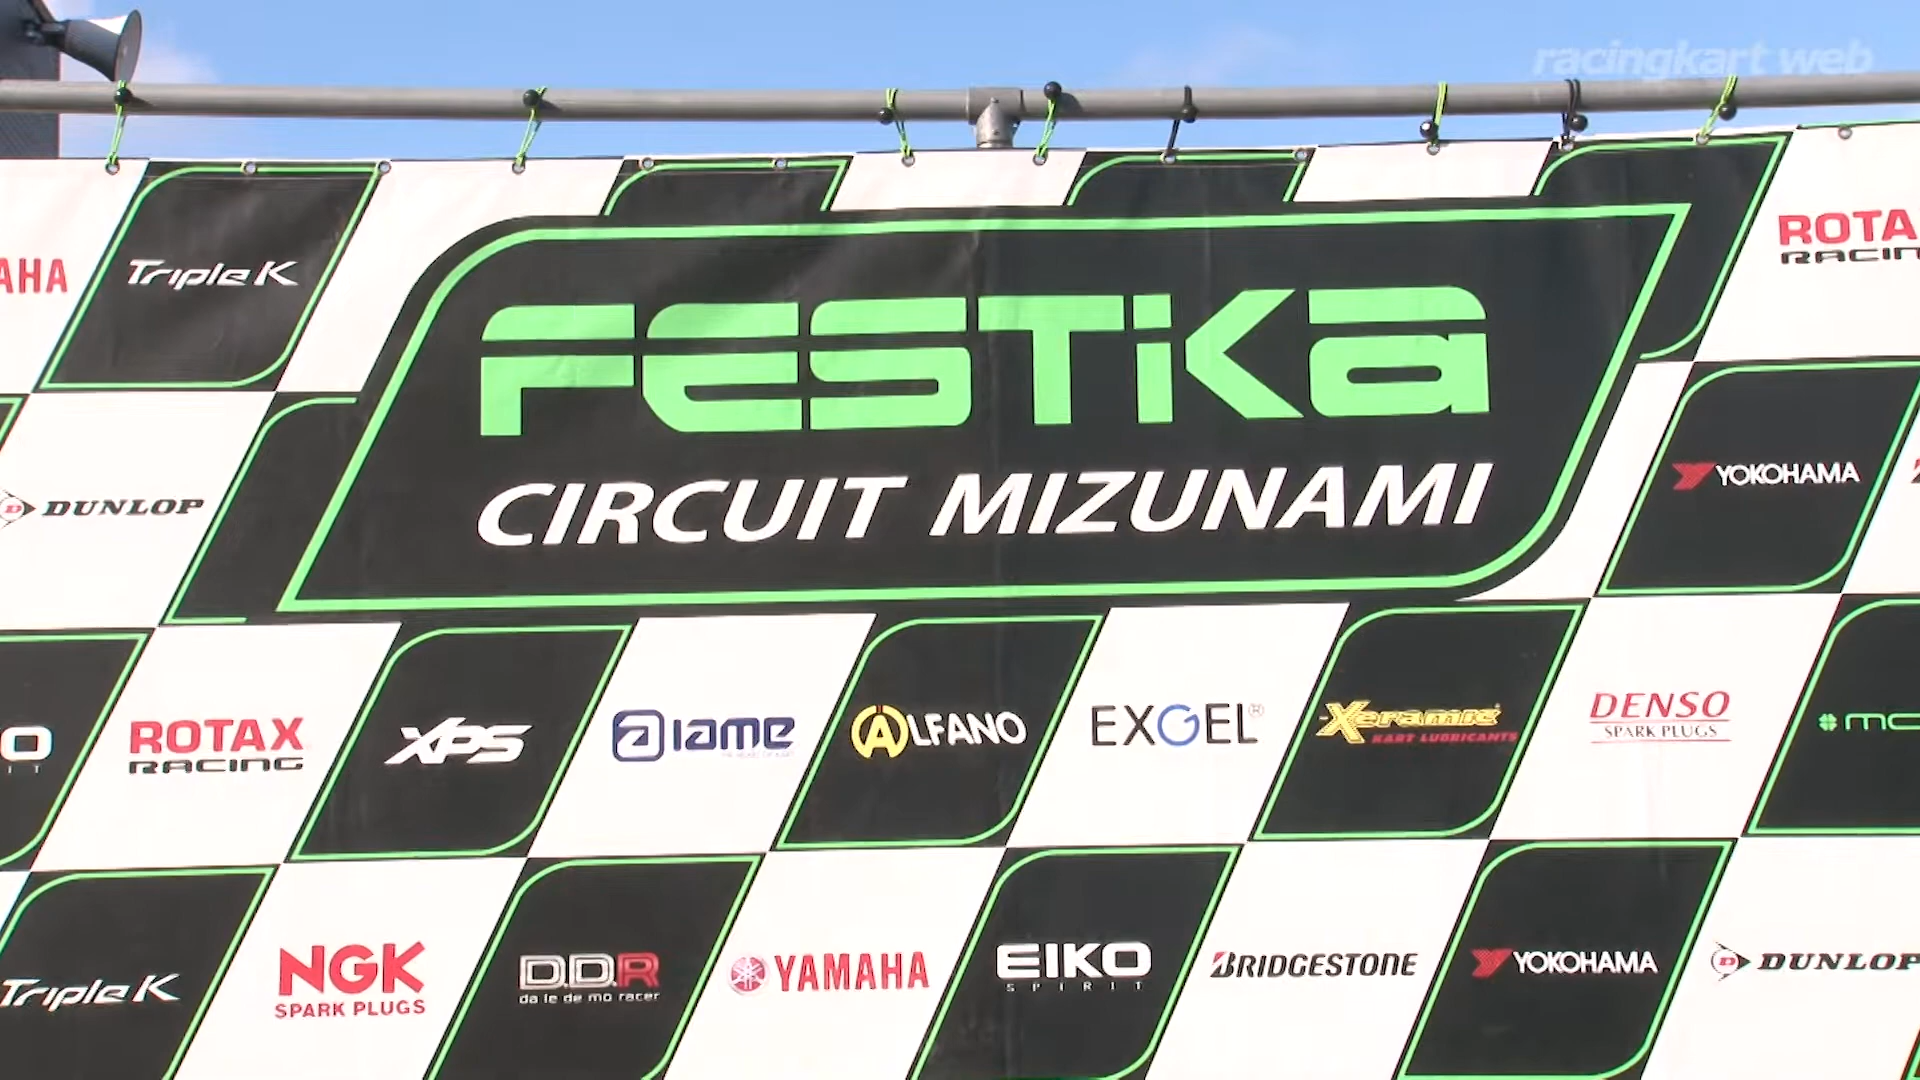 racingkart web
AHA
Triple K
FESTIKA
CIRCUIT MIZUNAMI
ROTA
RACIN
DUNLOP
YOKOHAMA
O
IT
ROTAX
RACING
XPS
iame
ALFANO
EXGEL®
Xeramic
KART LUBRICANTS
DENSO
SPARK PLUGS
Triple K
NGK
SPARK PLUGS
D.D.R
da le de mo racer
YAMAHA
EIKO
SPIRIT
BRIDGESTONE
YOKOHAMA
DUNLOP